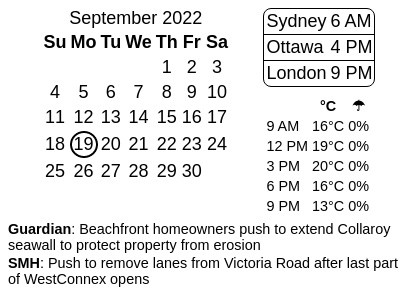 September 2022
Su Mo Tu We Th Fr Sa
1 2 3
4 5 6 7 8 9 10
11 12 13 14 15 16 17
18 19 20 21 22 23 24
25 26 27 28 29 30
Sydney 6 AM
Ottawa 4 PM
London 9 PM
°C ☂
9 AM 16°C 0%
12 PM 19°C 0%
3 PM 20°C 0%
6 PM 16°C 0%
9 PM 13°C 0%
Guardian: Beachfront homeowners push to extend Collaroy
seawall to protect property from erosion
SMH: Push to remove lanes from Victoria Road after last part
of WestConnex opens